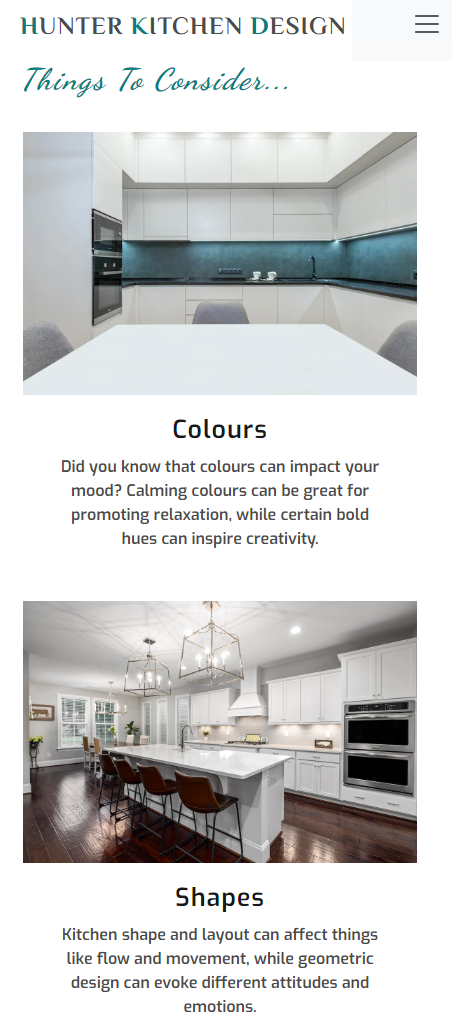 HUNTER KITCHEN DESIGN
Things To Consider...
Colours
Did you know that colours can impact your
mood? Calming colours can be great for
promoting relaxation, while certain bold
hues can inspire creativity.
Shapes
Kitchen shape and layout can affect things
like flow and movement, while geometric
design can evoke different attitudes and
emotions.